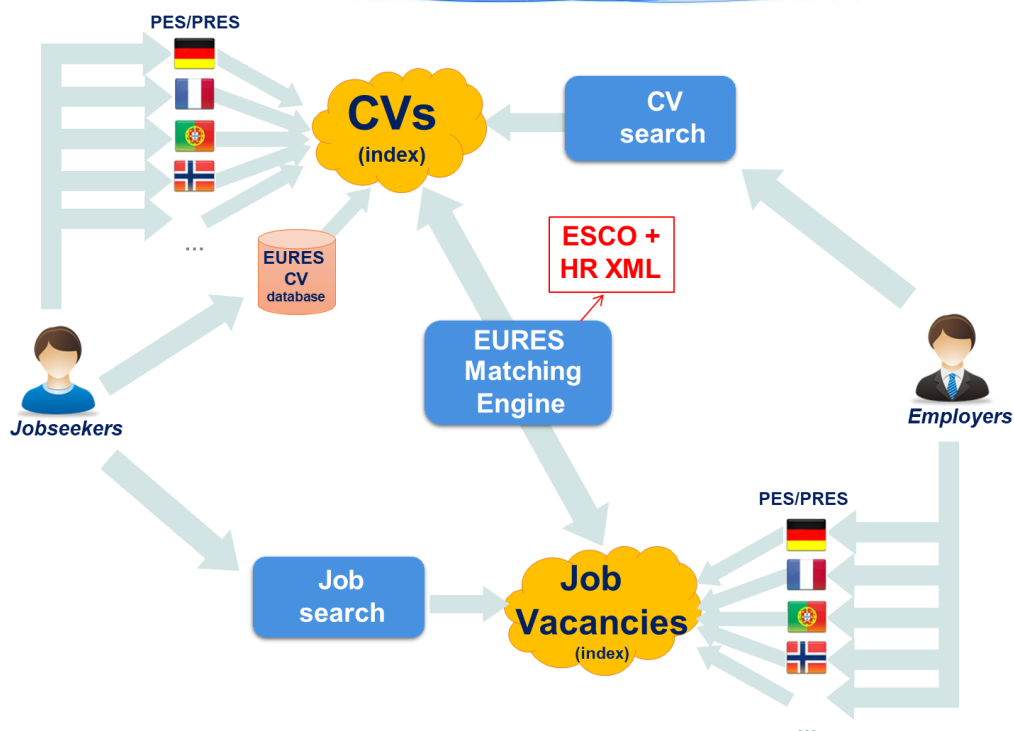 PES/PRES
CVs
(index)
CV
search
...
EURES
CV
database
ESCO +
HR XML
EURES
Matching
Engine
Jobseekers
Employers
PES/PRES
Job
search
Job
Vacancies
(index)
...